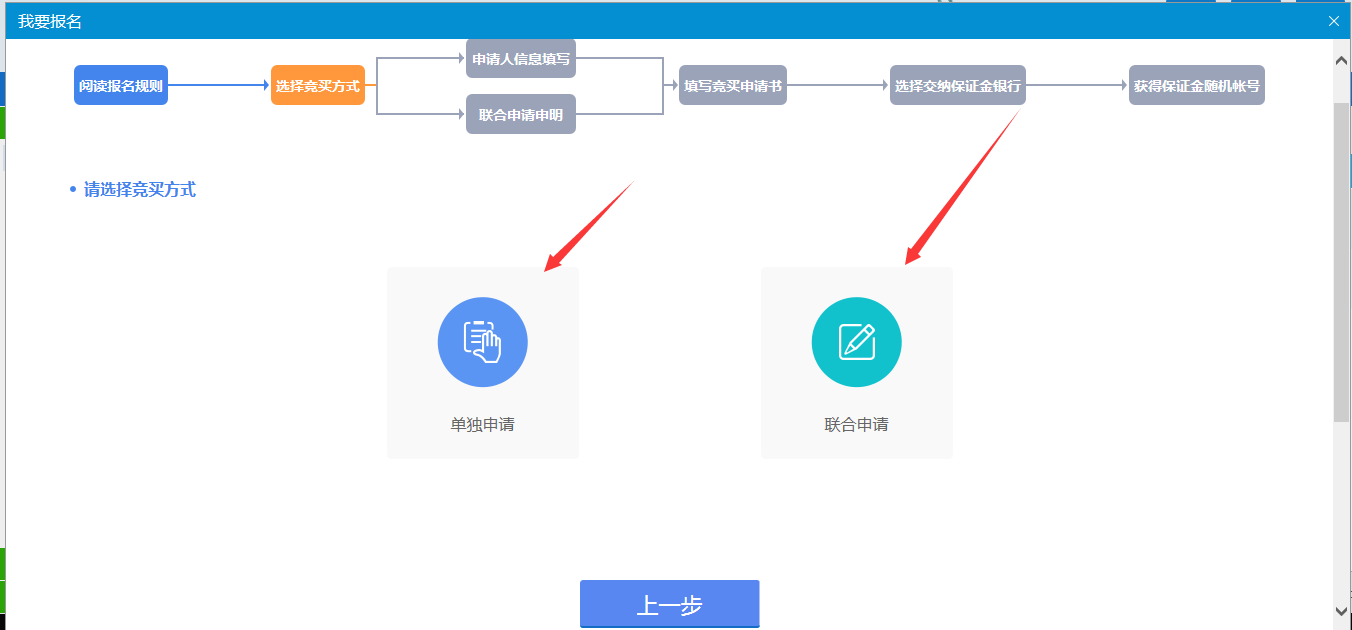 我要报名
阅读报名规则
选择竞买方式
申请人信息填写
联合申请申明
填写竞买申请书
选择交纳保证金银行
获得保证金随机帐号
请选择竞买方式
单独申请
联合申请
上一步